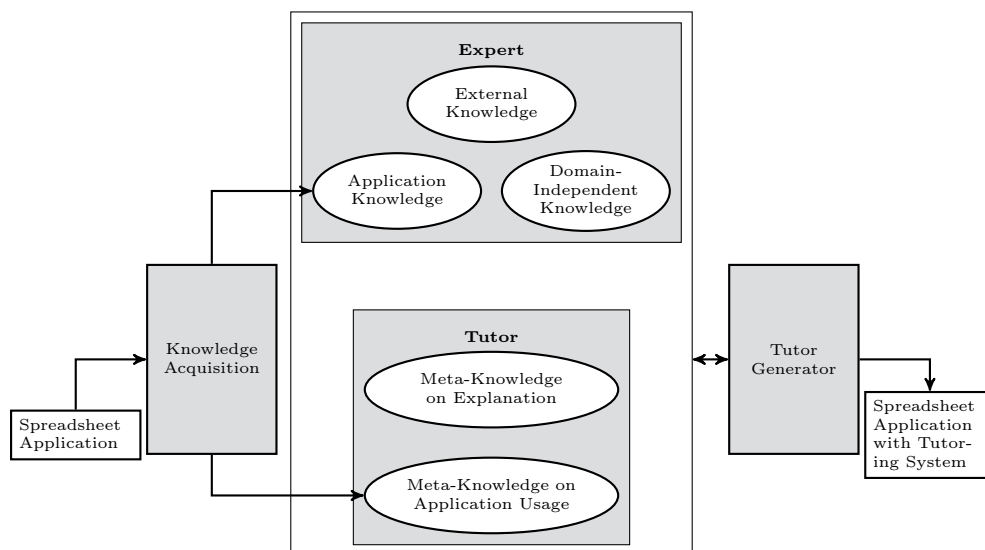 Expert
External
Knowledge
Application
Knowledge
Domain-
Independent
Knowledge
Knowledge
Acquisition
Spreadsheet
Application
Tutor
Meta-Knowledge
on Explanation
Meta-Knowledge on
Application Usage
Tutor
Generator
Spreadsheet
Application
with Tutor-
ing System